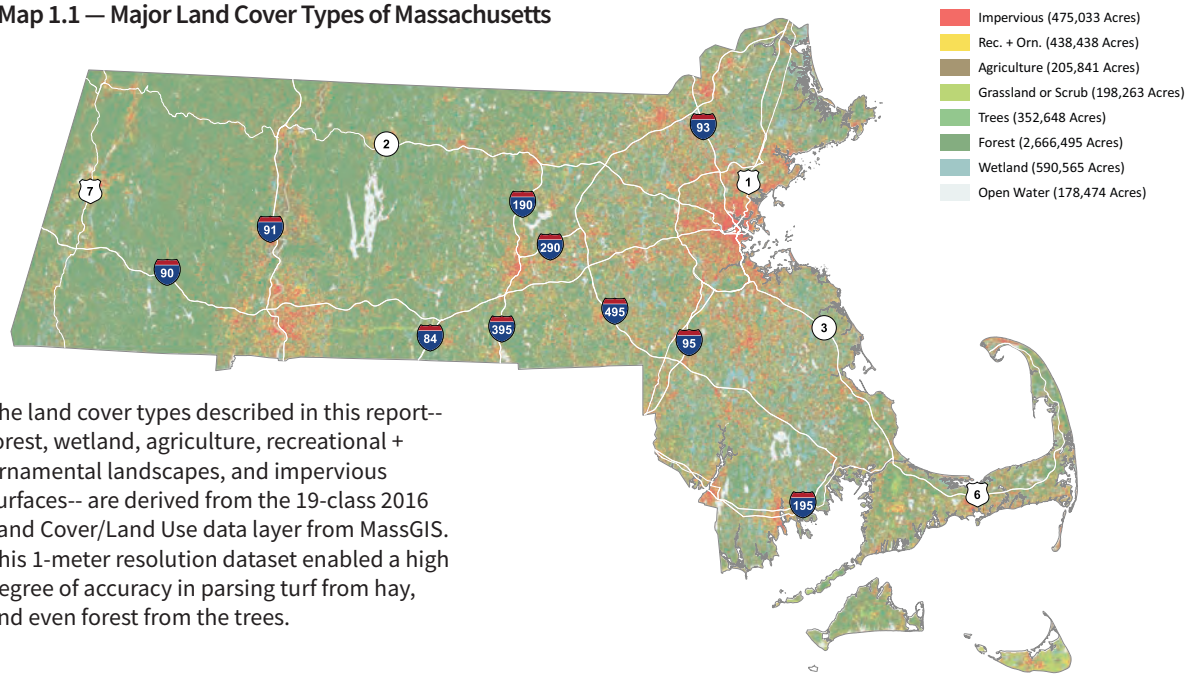 Map 1.1 — Major Land Cover Types of Massachusetts
Impervious (475,033 Acres)
Rec. + Orn. (438,438 Acres)
Agriculture (205,841 Acres)
Grassland or Scrub (198,263 Acres)
Trees (352,648 Acres)
Forest (2,666,495 Acres)
Wetland (590,565 Acres)
Open Water (178,474 Acres)
93
2
1
7
190
91
290
90
495
395
3
84
95
6
195
he land cover types described in this report--
orest, wetland, agriculture, recreational +
rnamental landscapes, and impervious
urfaces-- are derived from the 19-class 2016
and Cover/Land Use data layer from MassGIS.
his 1-meter resolution dataset enabled a high
egree of accuracy in parsing turf from hay,
nd even forest from the trees.